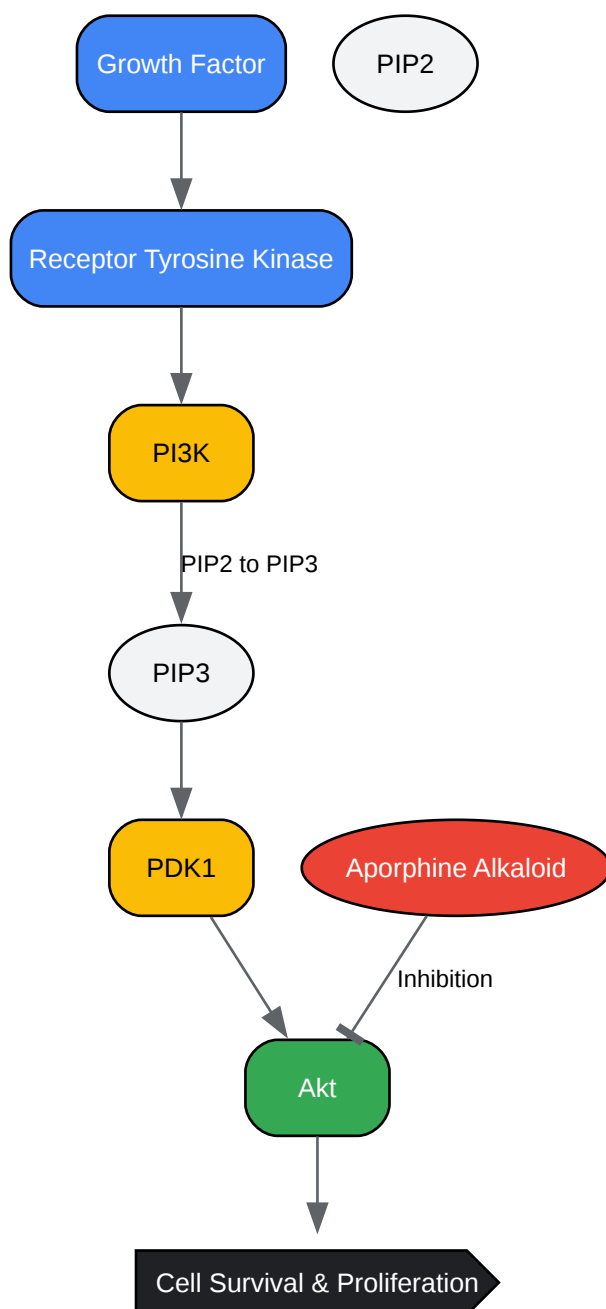 Growth Factor
PIP2
Receptor Tyrosine Kinase
PI3K
PIP2 to PIP3
PIP3
PDK1
Aporphine Alkaloid
Inhibition
Akt
Cell Survival & Proliferation